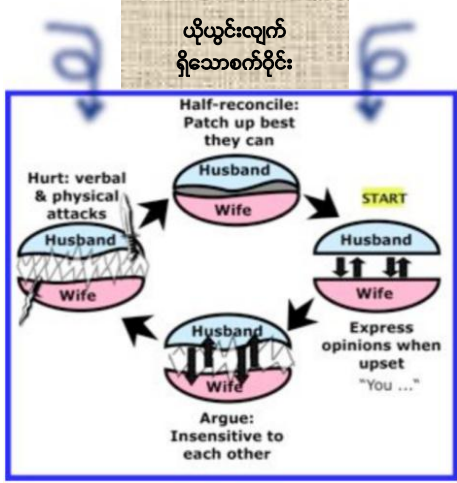 ယိုယွင်းလျက်
ရှိသောစက်ဝိုင်း
Half-reconcile:
Patch up best
they can
Husband
Wife
START
Husband
Wife
Express
opinions when
upset
"You ..."
Husband
Wife
Argue:
Insensitive to
each other
Hurt: verbal
& physical
attacks
Husband
Wife